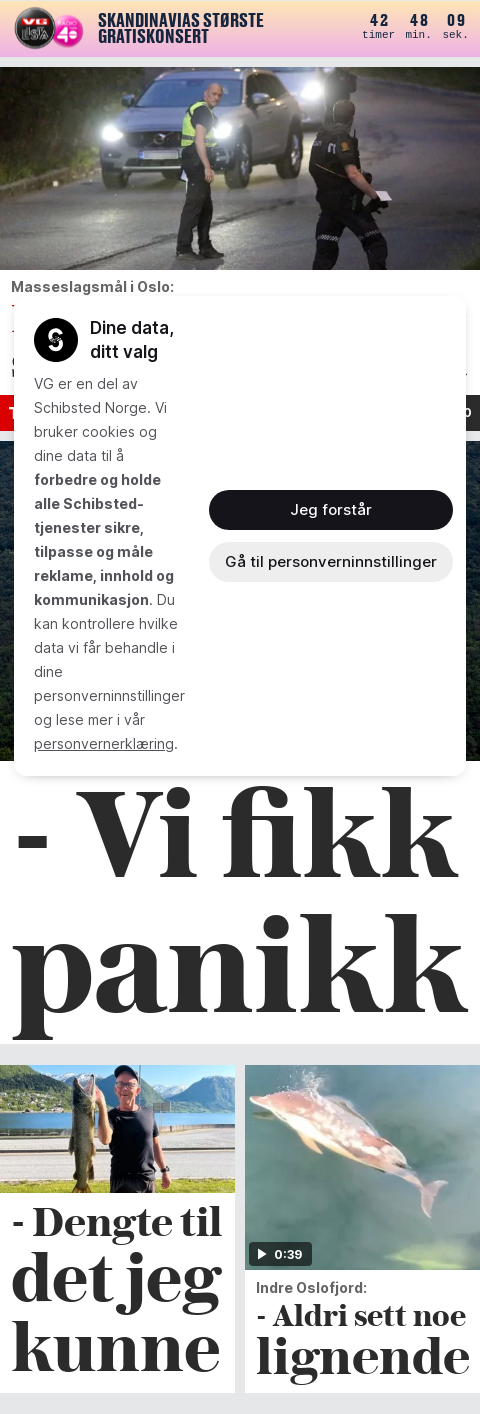 SKANDINAVIAS STØRSTE
GRATISKONSERT
42 48 09
timer min. sek.
VG
lista
RADIO
Masseslagsmål i Oslo:
Dine data,
ditt valg
VG er en del av
Schibsted Norge. Vi
bruker cookies og
dine data til å
forbedre og holde
alle Schibsted-
tjenester sikre,
tilpasse og måle
reklame, innhold og
kommunikasjon. Du
kan kontrollere hvilke
data vi får behandle i
dine
personverninnstillinger
og lese mer i vår
personvernerklæring.
Jeg forstår
Gå til personverninnstillinger
- Vi fikk
panikk
- Dengte til
det jeg
kunne
0:39
Indre Oslofjord:
- Aldri sett noe
lignende